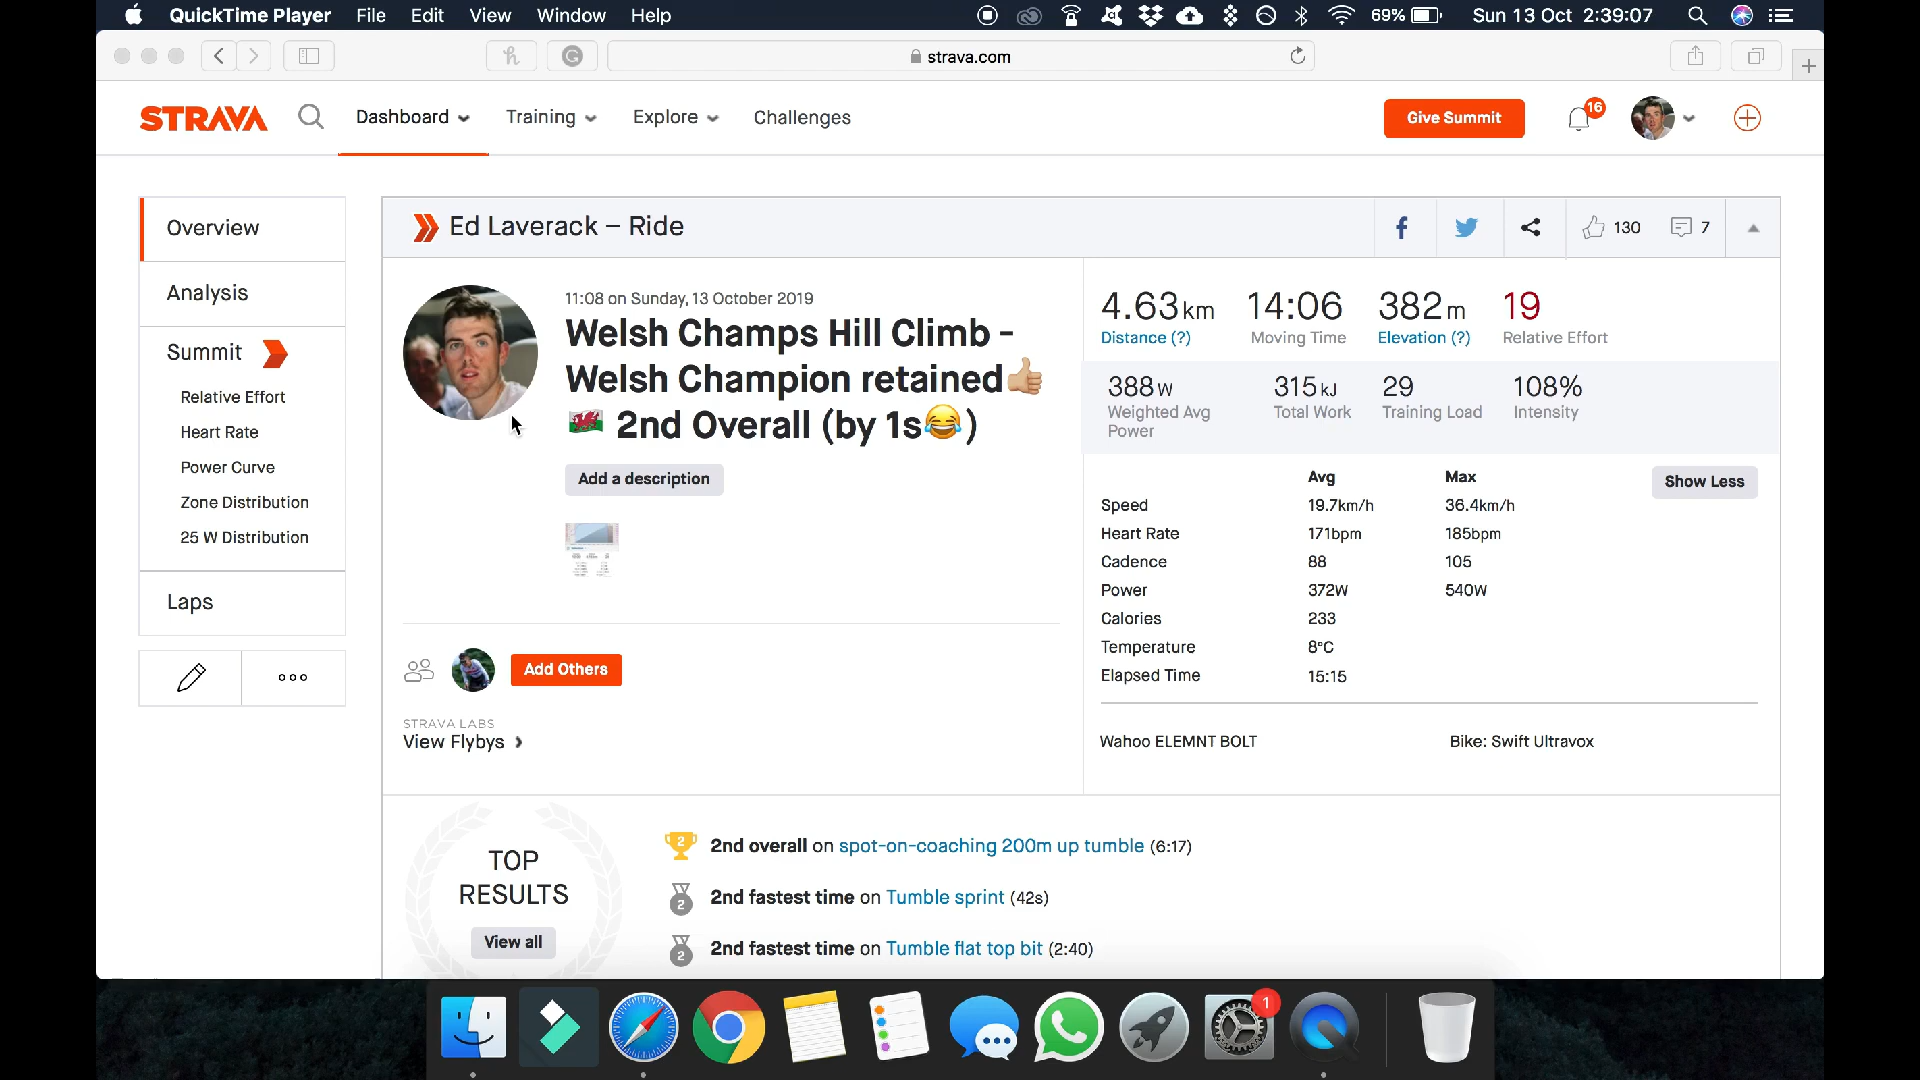 QuickTime Player File Edit View Window Help 69% Sun 13 Oct 2:39:07
strava.com
STRAVA Dashboard Training Explore Challenges Give Summit 16
Overview
Analysis
Summit
Relative Effort
Heart Rate
Power Curve
Zone Distribution
25 W Distribution
Laps
Ed Laverack – Ride 130 7
11:08 on Sunday, 13 October 2019
Welsh Champs Hill Climb -
Welsh Champion retained👍🏼
🏴󠁧󠁢󠁷󠁬󠁳󠁿 2nd Overall (by 1s😂)
Add a description
Add Others
STRAVA LABS
View Flybys
4.63km 14:06 382m 19
Distance (?) Moving Time Elevation (?) Relative Effort
388W 315kJ 29 108%
Weighted Avg Power Total Work Training Load Intensity
Avg Max Show Less
Speed 19.7km/h 36.4km/h
Heart Rate 171bpm 185bpm
Cadence 88 105
Power 372W 540W
Calories 233
Temperature 8°C
Elapsed Time 15:15
Wahoo ELEMNT BOLT Bike: Swift Ultravox
TOP
RESULTS
View all
2 2nd overall on spot-on-coaching 200m up tumble (6:17)
2 2nd fastest time on Tumble sprint (42s)
2 2nd fastest time on Tumble flat top bit (2:40)
1